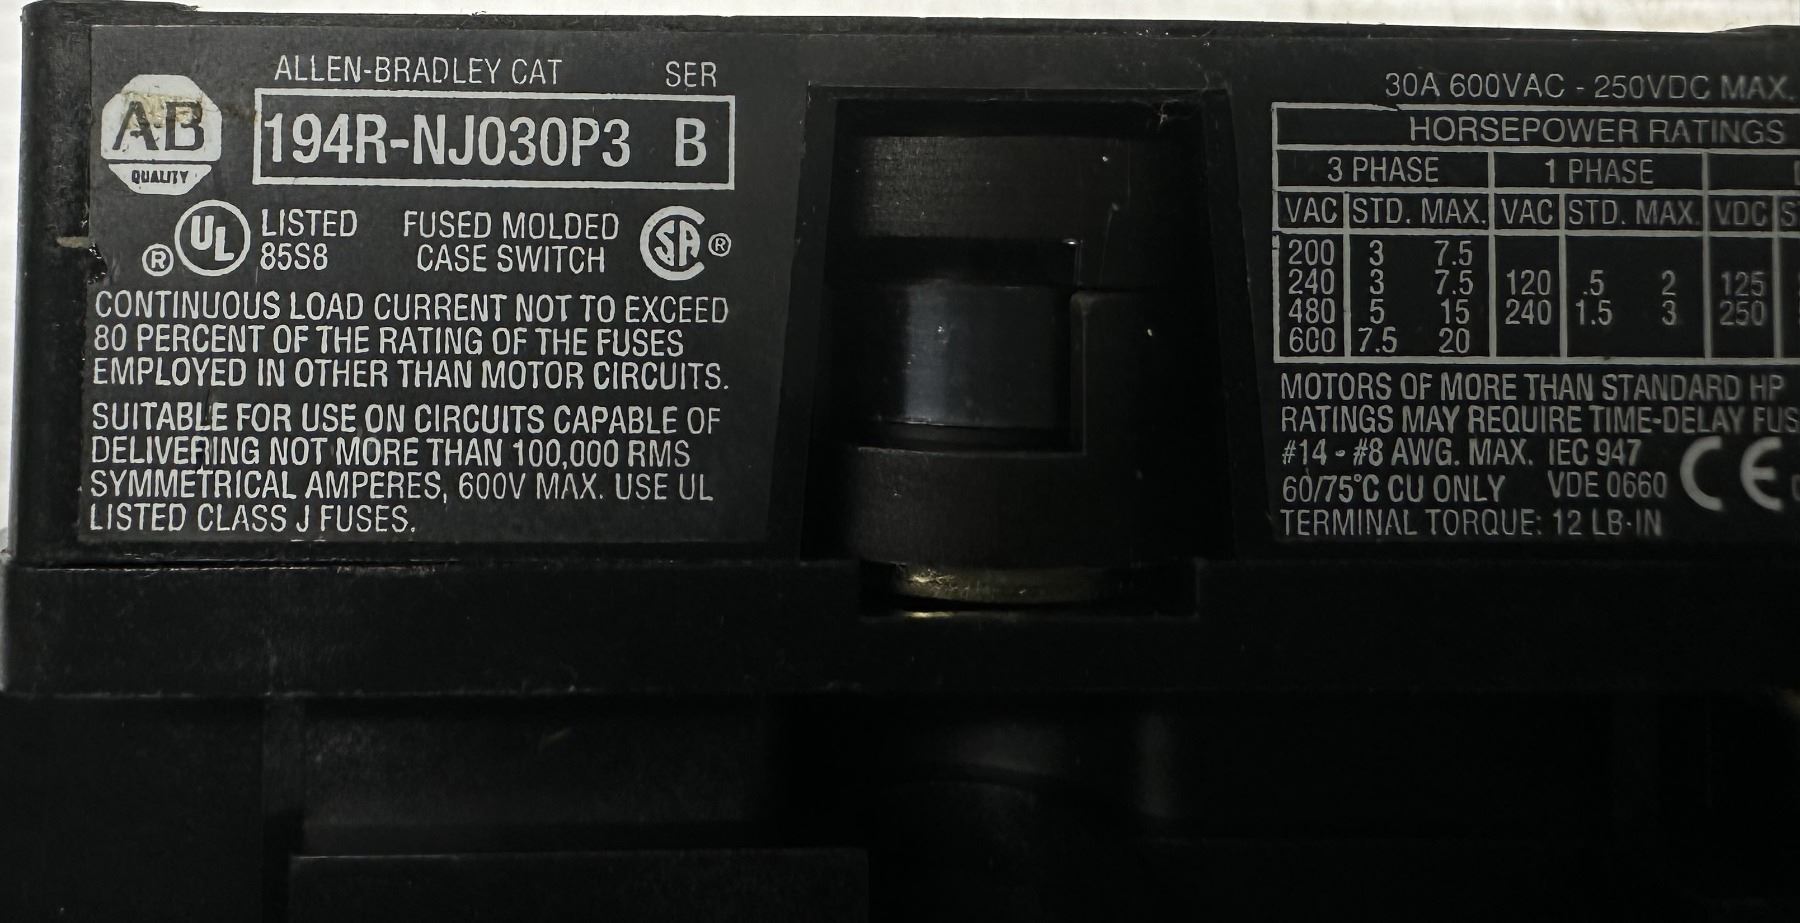 ALLEN-BRADLEY CAT SER
AB QUALITY
194R-NJ030P3 B
® UL LISTED 85S8
FUSED MOLDED CASE SWITCH
SA ®
CONTINUOUS LOAD CURRENT NOT TO EXCEED
80 PERCENT OF THE RATING OF THE FUSES
EMPLOYED IN OTHER THAN MOTOR CIRCUITS.
SUITABLE FOR USE ON CIRCUITS CAPABLE OF
DELIVERING NOT MORE THAN 100,000 RMS
SYMMETRICAL AMPERES, 600V MAX. USE UL
LISTED CLASS J FUSES.
30A 600VAC - 250VDC MAX.
HORSEPOWER RATINGS
3 PHASE 1 PHASE
VAC STD. MAX. VAC STD. MAX. VDC
200 3 7.5
240 3 7.5 120 .5 2 125
480 5 15 240 1.5 3 250
600 7.5 20
MOTORS OF MORE THAN STANDARD HP
RATINGS MAY REQUIRE TIME-DELAY FUS
#14 - #8 AWG. MAX. IEC 947
60/75°C CU ONLY VDE 0660 CE
TERMINAL TORQUE: 12 LB-IN